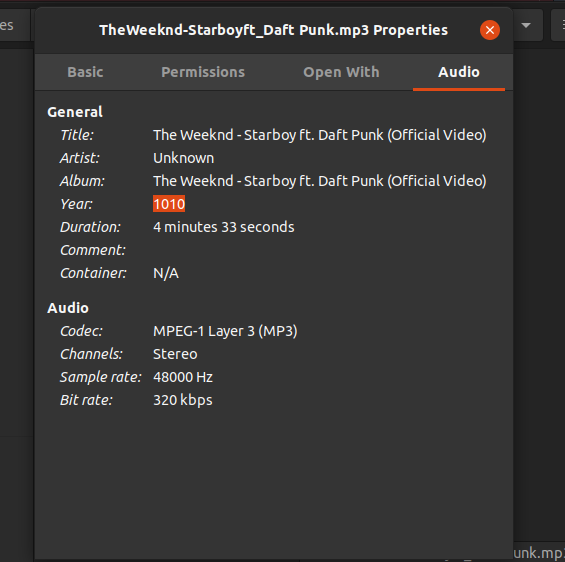 es
TheWeeknd-Starboyft_Daft Punk.mp3 Properties
Basic Permissions Open With Audio
General
Title: The Weeknd - Starboy ft. Daft Punk (Official Video)
Artist: Unknown
Album: The Weeknd - Starboy ft. Daft Punk (Official Video)
Year: 1010
Duration: 4 minutes 33 seconds
Comment:
Container: N/A
Audio
Codec: MPEG-1 Layer 3 (MP3)
Channels: Stereo
Sample rate: 48000 Hz
Bit rate: 320 kbps
unk.mp3